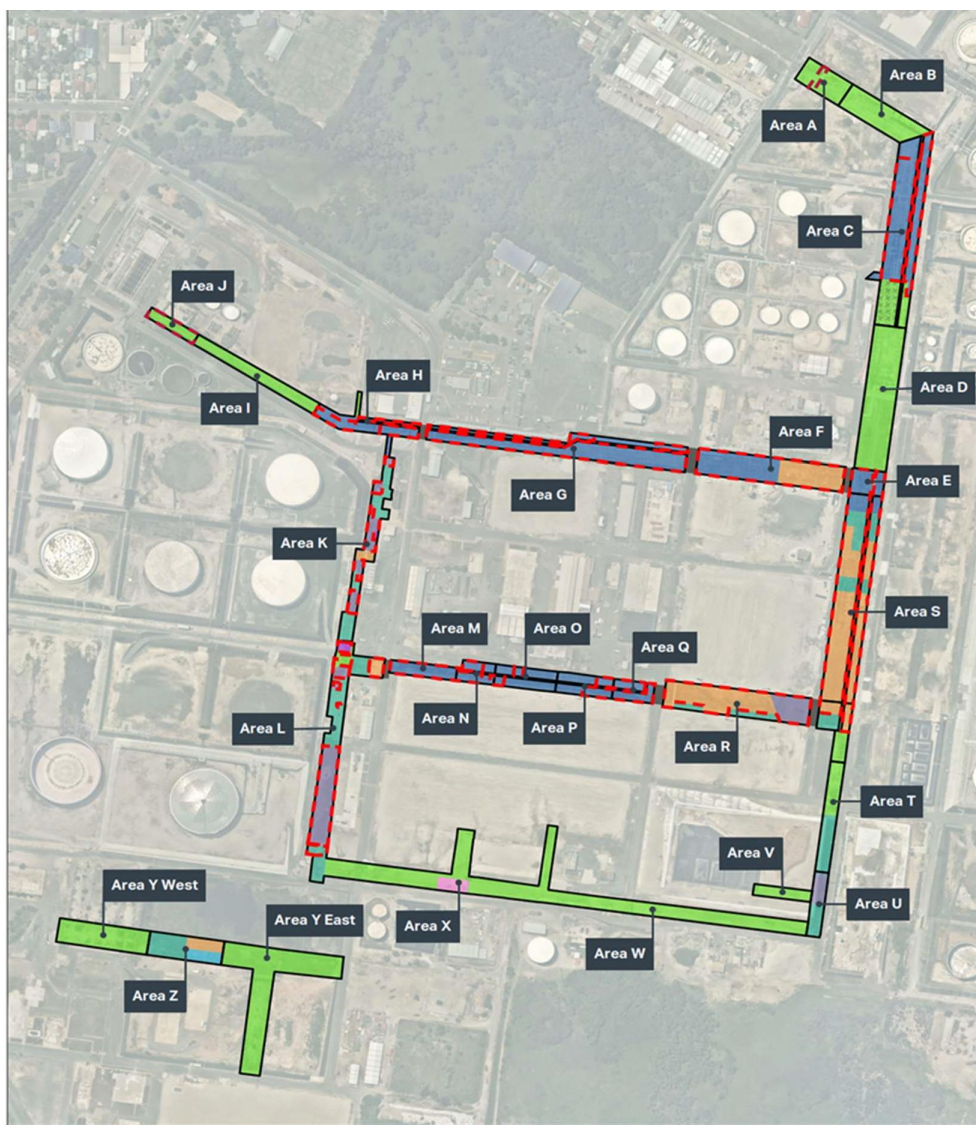 Area B
Area A
Area C
Area J
Area H
Area D
Area I
Area F
Area E
Area G
Area K
Area S
Area M
Area O
Area Q
Area N
Area P
Area L
Area R
Area T
Area V
Area Y West
Area U
Area Y East
Area X
Area W
Area Z